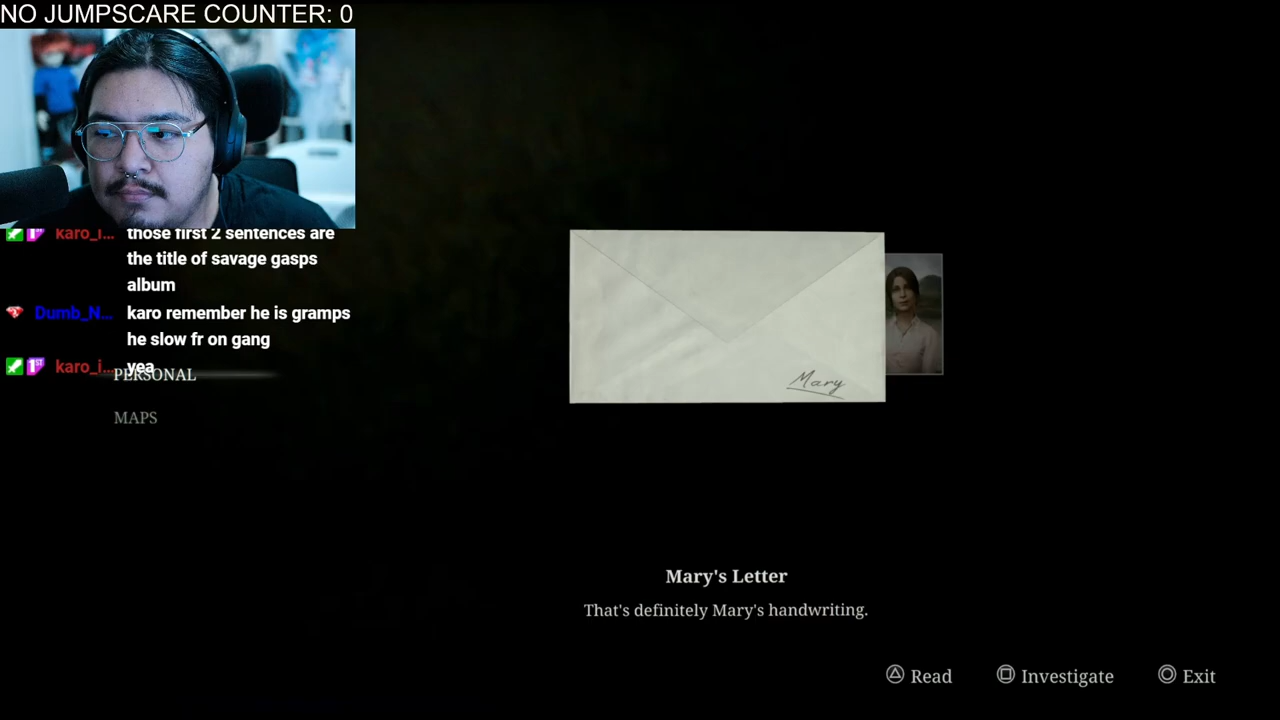 NO JUMPSCARE COUNTER: 0
karo_i... those first 2 sentences are
the title of savage gasps
album
Dumb_N... karo remember he is gramps
he slow fr on gang
karo_i... yea
PERSONAL
MAPS
Mary
Mary's Letter
That's definitely Mary's handwriting.
Read Investigate Exit